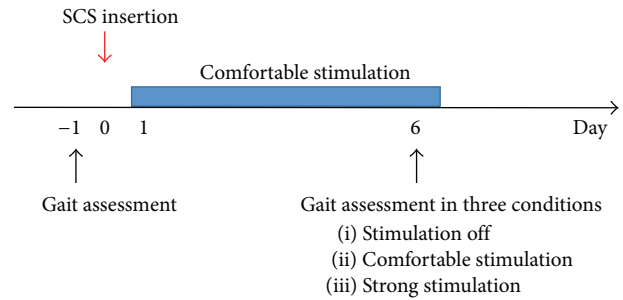 SCS insertion
Comfortable stimulation
−1 0 1 6 Day
Gait assessment
Gait assessment in three conditions
(i) Stimulation off
(ii) Comfortable stimulation
(iii) Strong stimulation